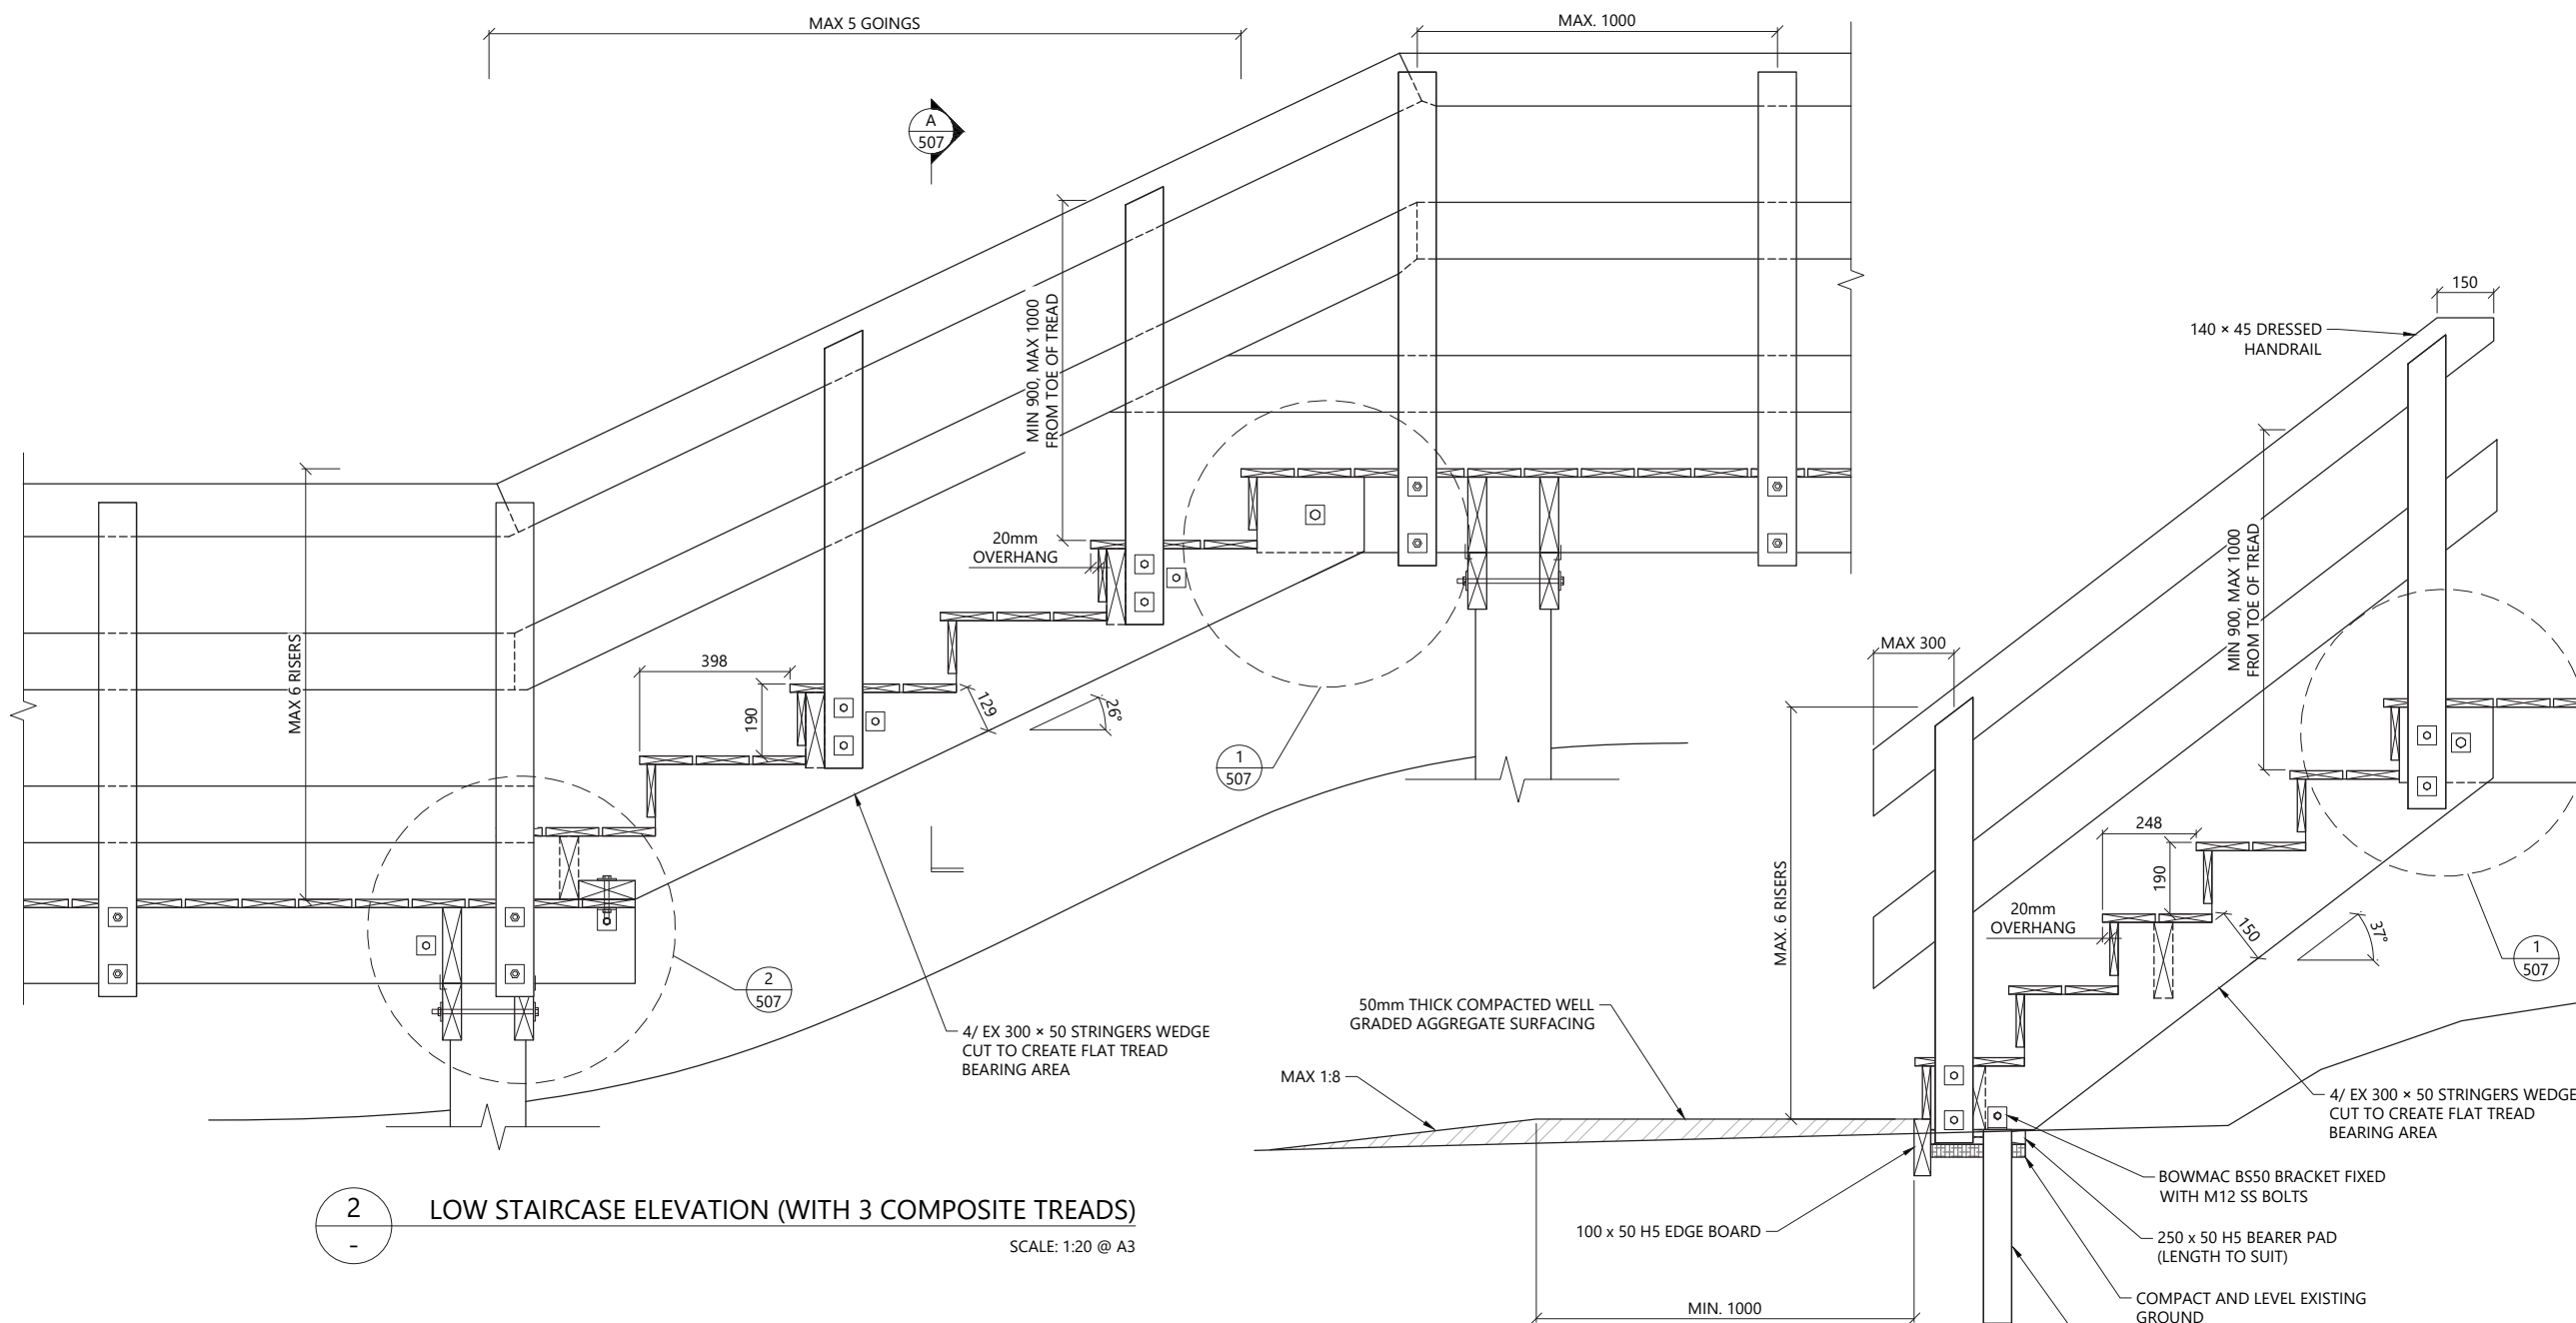 MAX 5 GOINGS
MAX. 1000
A
507
MIN 900, MAX 1000
FROM TOE OF TREAD
20mm
OVERHANG
MAX 6 RISERS
398
190
129
26°
1
507
2
507
4/ EX 300 × 50 STRINGERS WEDGE
CUT TO CREATE FLAT TREAD
BEARING AREA
2
-
LOW STAIRCASE ELEVATION (WITH 3 COMPOSITE TREADS)
SCALE: 1:20 @ A3
150
140 × 45 DRESSED
HANDRAIL
MIN 900, MAX 1000
FROM TOE OF TREAD
MAX 300
MAX. 6 RISERS
248
190
20mm
OVERHANG
150
37°
1
507
50mm THICK COMPACTED WELL
GRADED AGGREGATE SURFACING
MAX 1:8
4/ EX 300 × 50 STRINGERS WEDGE
CUT TO CREATE FLAT TREAD
BEARING AREA
BOWMAC BS50 BRACKET FIXED
WITH M12 SS BOLTS
100 x 50 H5 EDGE BOARD
250 x 50 H5 BEARER PAD
(LENGTH TO SUIT)
COMPACT AND LEVEL EXISTING
GROUND
MIN. 1000